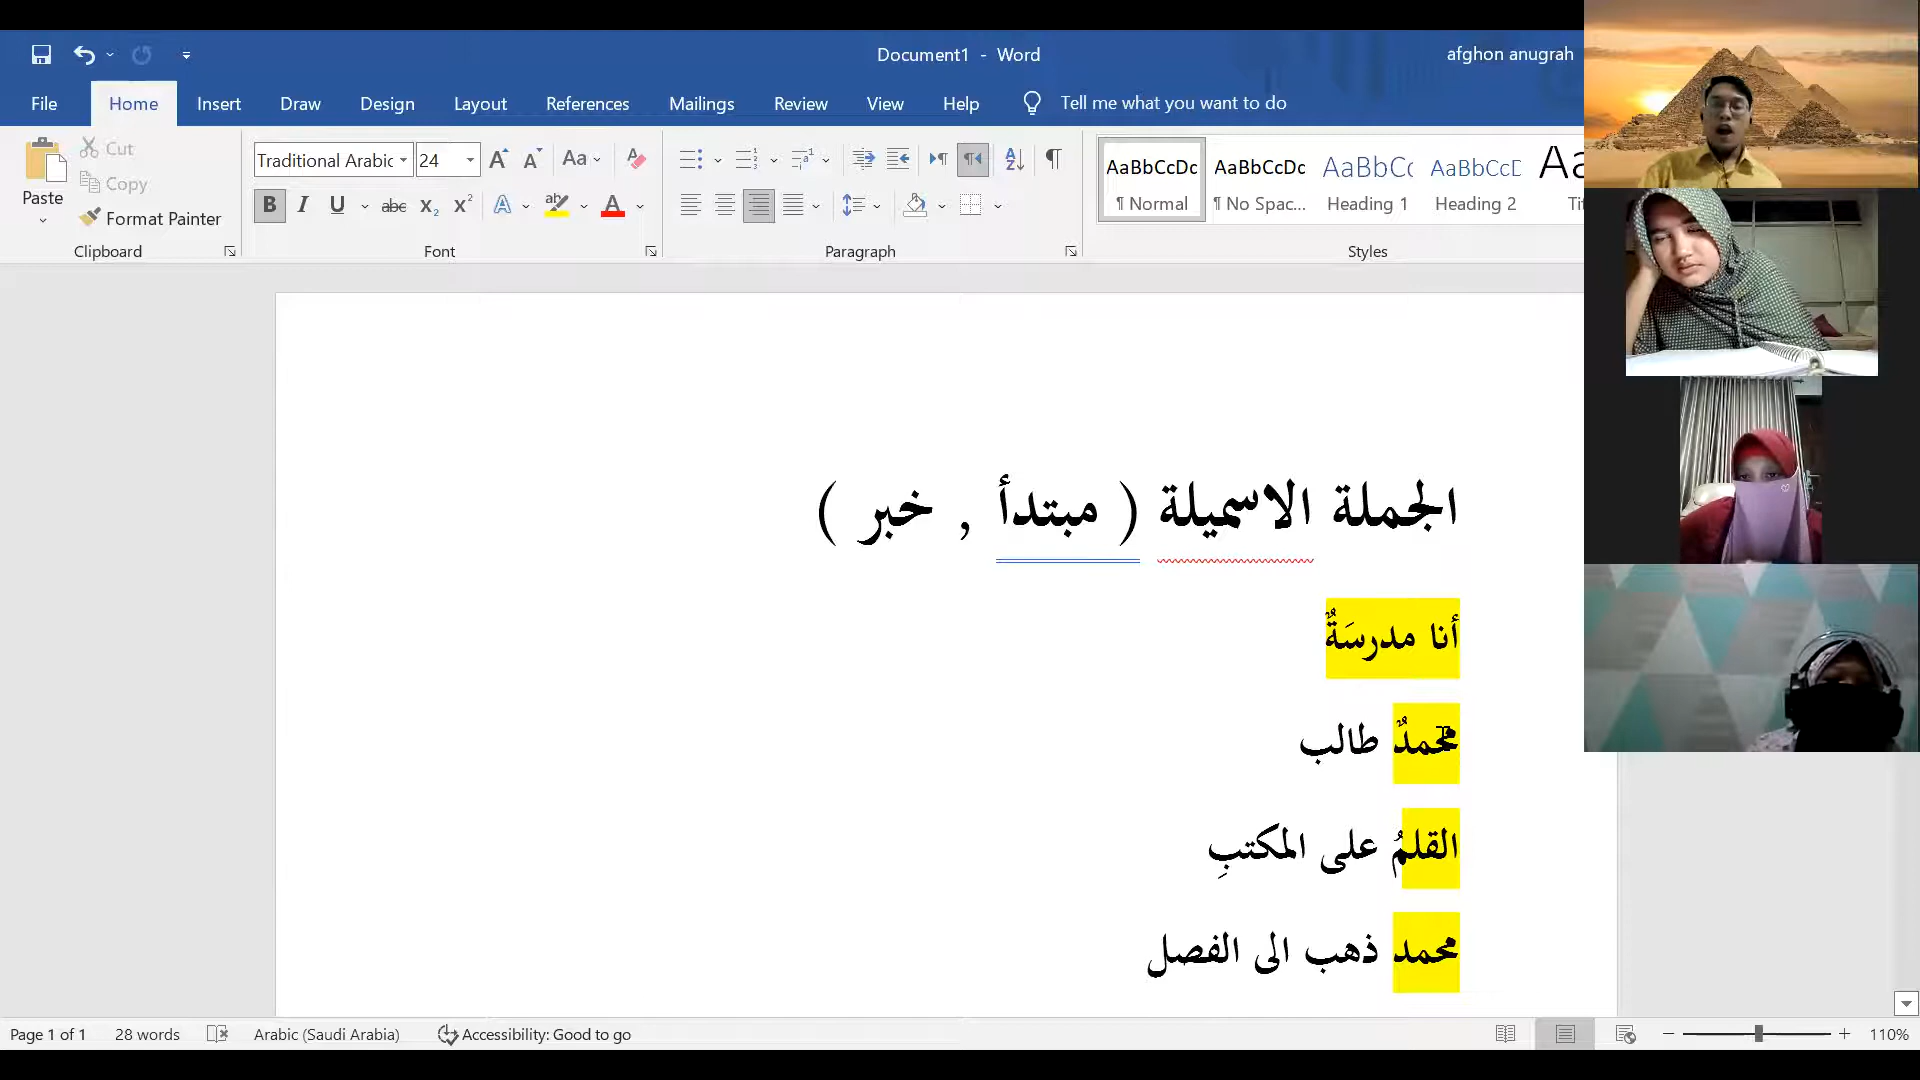 Document1 - Word
afghon anugrah
File Home Insert Draw Design Layout References Mailings Review View Help Tell me what you want to do
Paste
Cut
Copy
Format Painter
Clipboard
Traditional Arabic 24
Font
Paragraph
AaBbCcDc AaBbCcDc AaBbCc AaBbCcD
¶ Normal ¶ No Spac... Heading 1 Heading 2
Styles
الجملة الاسميلة ( مبتدأ , خبر )
أنا مدرسَةٌ
محمدٌ طالب
القلمُ على المكتبِ
محمد ذهب الى الفصل
Page 1 of 1 28 words Arabic (Saudi Arabia) Accessibility: Good to go 110%